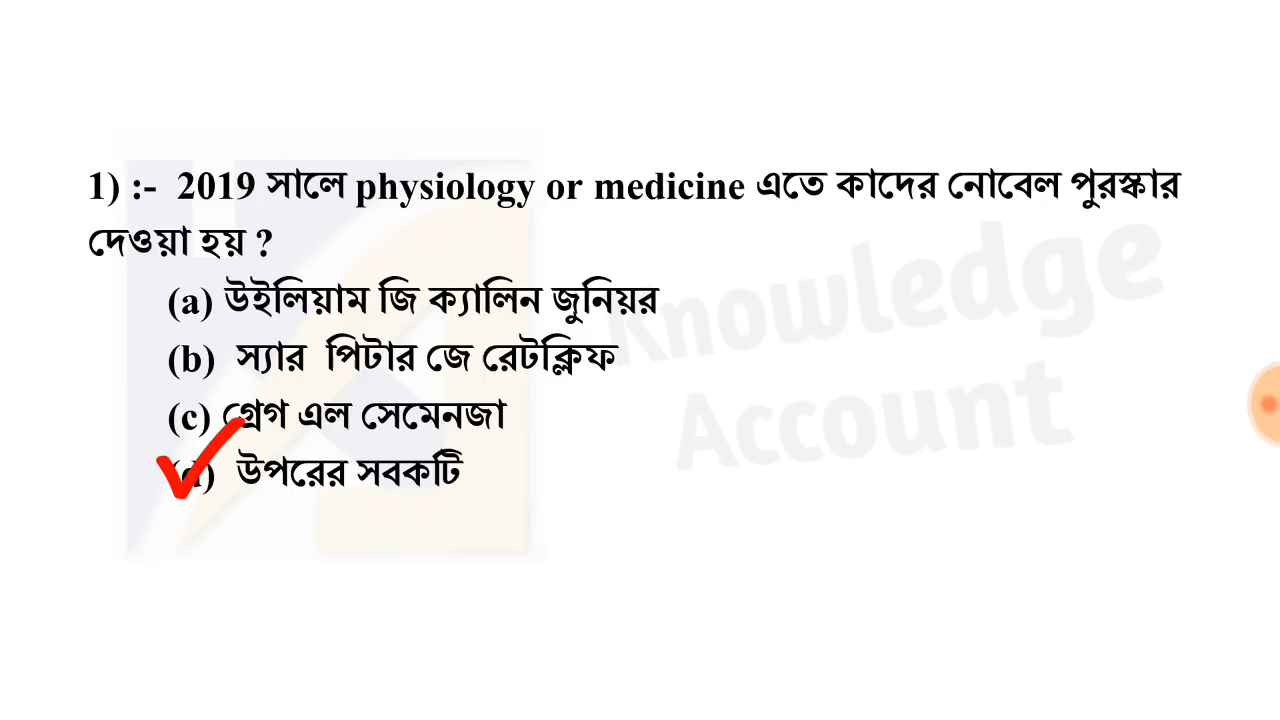 1) :- 2019 সালে physiology or medicine এতে কাদের নোবেল পুরস্কার
দেওয়া হয় ?
(a) উইলিয়াম জি ক্যালিন জুনিয়র
(b) স্যার পিটার জে রেটক্লিফ
(c) গ্রেগ এল সেমেনজা
(d) উপরের সবকটি
Knowledge
Account